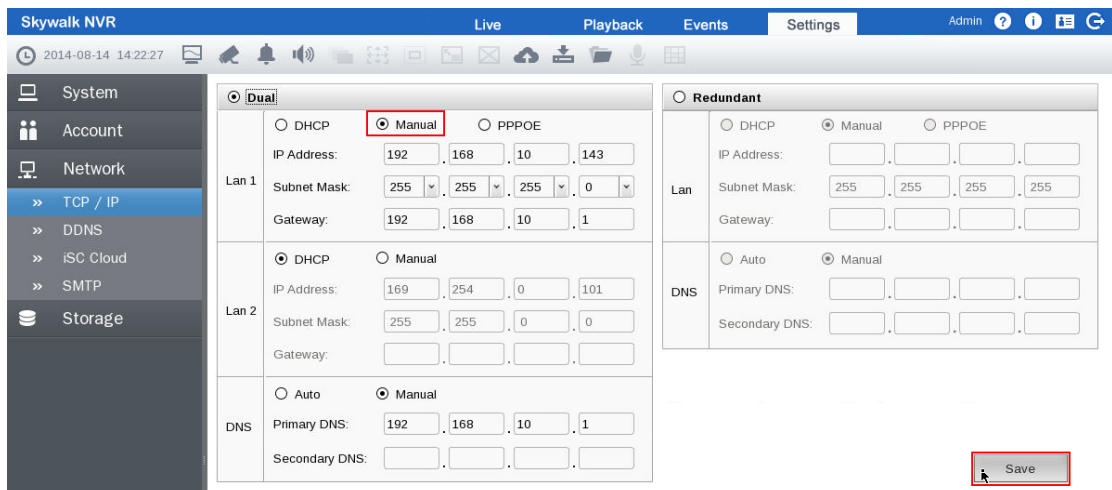 Skywalk NVR
Live Playback Events Settings Admin
2014-08-14 14:22:27
System
Account
Network
» TCP / IP
» DDNS
» iSC Cloud
» SMTP
Storage
Dual
Lan 1
DHCP Manual PPPOE
IP Address: 192 . 168 . 10 . 143
Subnet Mask: 255 . 255 . 255 . 0
Gateway: 192 . 168 . 10 . 1
Lan 2
DHCP Manual
IP Address: 169 . 254 . 0 . 101
Subnet Mask: 255 . 255 . 0 . 0
Gateway: . . .
DNS
Auto Manual
Primary DNS: 192 . 168 . 10 . 1
Secondary DNS: . . .
Redundant
Lan
DHCP Manual PPPOE
IP Address: . . .
Subnet Mask: 255 . 255 . 255 . 255
Gateway: . . .
DNS
Auto Manual
Primary DNS: . . .
Secondary DNS: . . .
Save